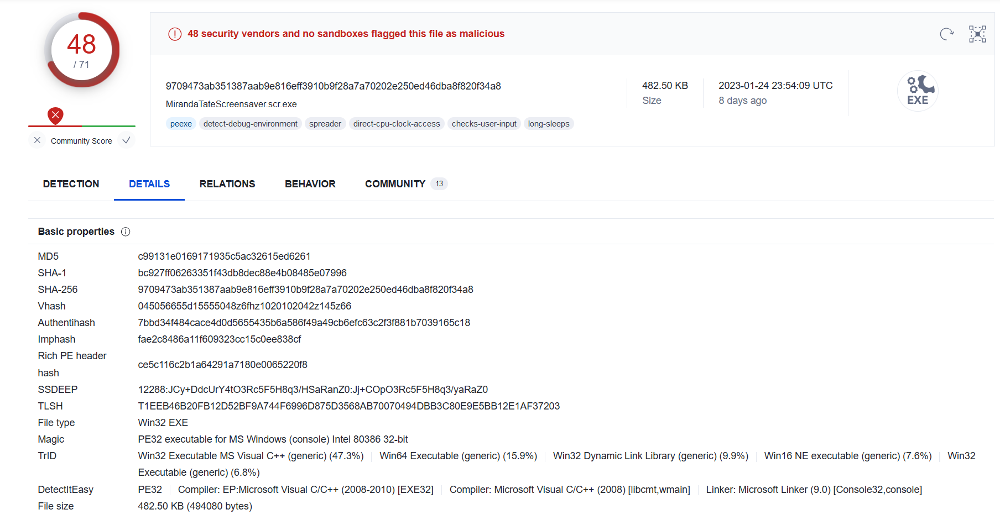 48
/ 71
Community Score
48 security vendors and no sandboxes flagged this file as malicious
9709473ab351387aab9e816eff3910b9f28a7a70202e250ed46dba8f820f34a8
MirandaTateScreensaver.scr.exe
peexe detect-debug-environment spreader direct-cpu-clock-access checks-user-input long-sleeps
482.50 KB
Size
2023-01-24 23:54:09 UTC
8 days ago
EXE
DETECTION DETAILS RELATIONS BEHAVIOR COMMUNITY 13
Basic properties
MD5 c99131e0169171935c5ac32615ed6261
SHA-1 bc927ff06263351f43db8dec88e4b08485e07996
SHA-256 9709473ab351387aab9e816eff3910b9f28a7a70202e250ed46dba8f820f34a8
Vhash 045056655d15555048z6fhz1020102042z145z66
Authentihash 7bbd34f484cace4d0d5655435b6a586f49a49cb6efc63c2f3f881b7039165c18
Imphash fae2c8486a11f609323cc15c0ee838cf
Rich PE header
hash ce5c116c2b1a64291a7180e0065220f8
SSDEEP 12288:JCy+DdcUrY4tO3Rc5F5H8q3/HSaRanZ0:Jj+COpO3Rc5F5H8q3/yaRaZ0
TLSH T1EEB46B20FB12D52BF9A744F6996D875D3568AB70070494DBB3C80E9E5BB12E1AF37203
File type Win32 EXE
Magic PE32 executable for MS Windows (console) Intel 80386 32-bit
TrID Win32 Executable MS Visual C++ (generic) (47.3%) Win64 Executable (generic) (15.9%) Win32 Dynamic Link Library (generic) (9.9%) Win16 NE executable (generic) (7.6%) Win32
Executable (generic) (6.8%)
DetectItEasy PE32 Compiler: EP:Microsoft Visual C/C++ (2008-2010) [EXE32] Compiler: Microsoft Visual C/C++ (2008) [libcmt,wmain] Linker: Microsoft Linker (9.0) [Console32,console]
File size 482.50 KB (494080 bytes)